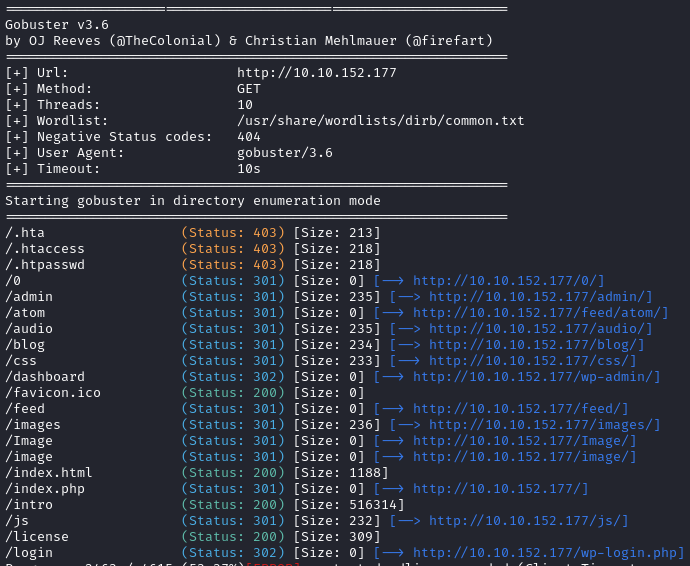 ===============================================================
Gobuster v3.6
by OJ Reeves (@TheColonial) & Christian Mehlmauer (@firefart)
===============================================================
[+] Url:                     http://10.10.152.177
[+] Method:                  GET
[+] Threads:                 10
[+] Wordlist:                /usr/share/wordlists/dirb/common.txt
[+] Negative Status codes:   404
[+] User Agent:              gobuster/3.6
[+] Timeout:                 10s
===============================================================
Starting gobuster in directory enumeration mode
===============================================================
/.hta                 (Status: 403) [Size: 213]
/.htaccess            (Status: 403) [Size: 218]
/.htpasswd            (Status: 403) [Size: 218]
/0                    (Status: 301) [Size: 0] [--> http://10.10.152.177/0/]
/admin                (Status: 301) [Size: 235] [--> http://10.10.152.177/admin/]
/atom                 (Status: 301) [Size: 0] [--> http://10.10.152.177/feed/atom/]
/audio                (Status: 301) [Size: 235] [--> http://10.10.152.177/audio/]
/blog                 (Status: 301) [Size: 234] [--> http://10.10.152.177/blog/]
/css                  (Status: 301) [Size: 233] [--> http://10.10.152.177/css/]
/dashboard            (Status: 302) [Size: 0] [--> http://10.10.152.177/wp-admin/]
/favicon.ico          (Status: 200) [Size: 0]
/feed                 (Status: 301) [Size: 0] [--> http://10.10.152.177/feed/]
/images               (Status: 301) [Size: 236] [--> http://10.10.152.177/images/]
/Image                (Status: 301) [Size: 0] [--> http://10.10.152.177/Image/]
/image                (Status: 301) [Size: 0] [--> http://10.10.152.177/image/]
/index.html           (Status: 200) [Size: 1188]
/index.php            (Status: 301) [Size: 0] [--> http://10.10.152.177/]
/intro                (Status: 200) [Size: 516314]
/js                   (Status: 301) [Size: 232] [--> http://10.10.152.177/js/]
/license              (Status: 200) [Size: 309]
/login                (Status: 302) [Size: 0] [--> http://10.10.152.177/wp-login.php]